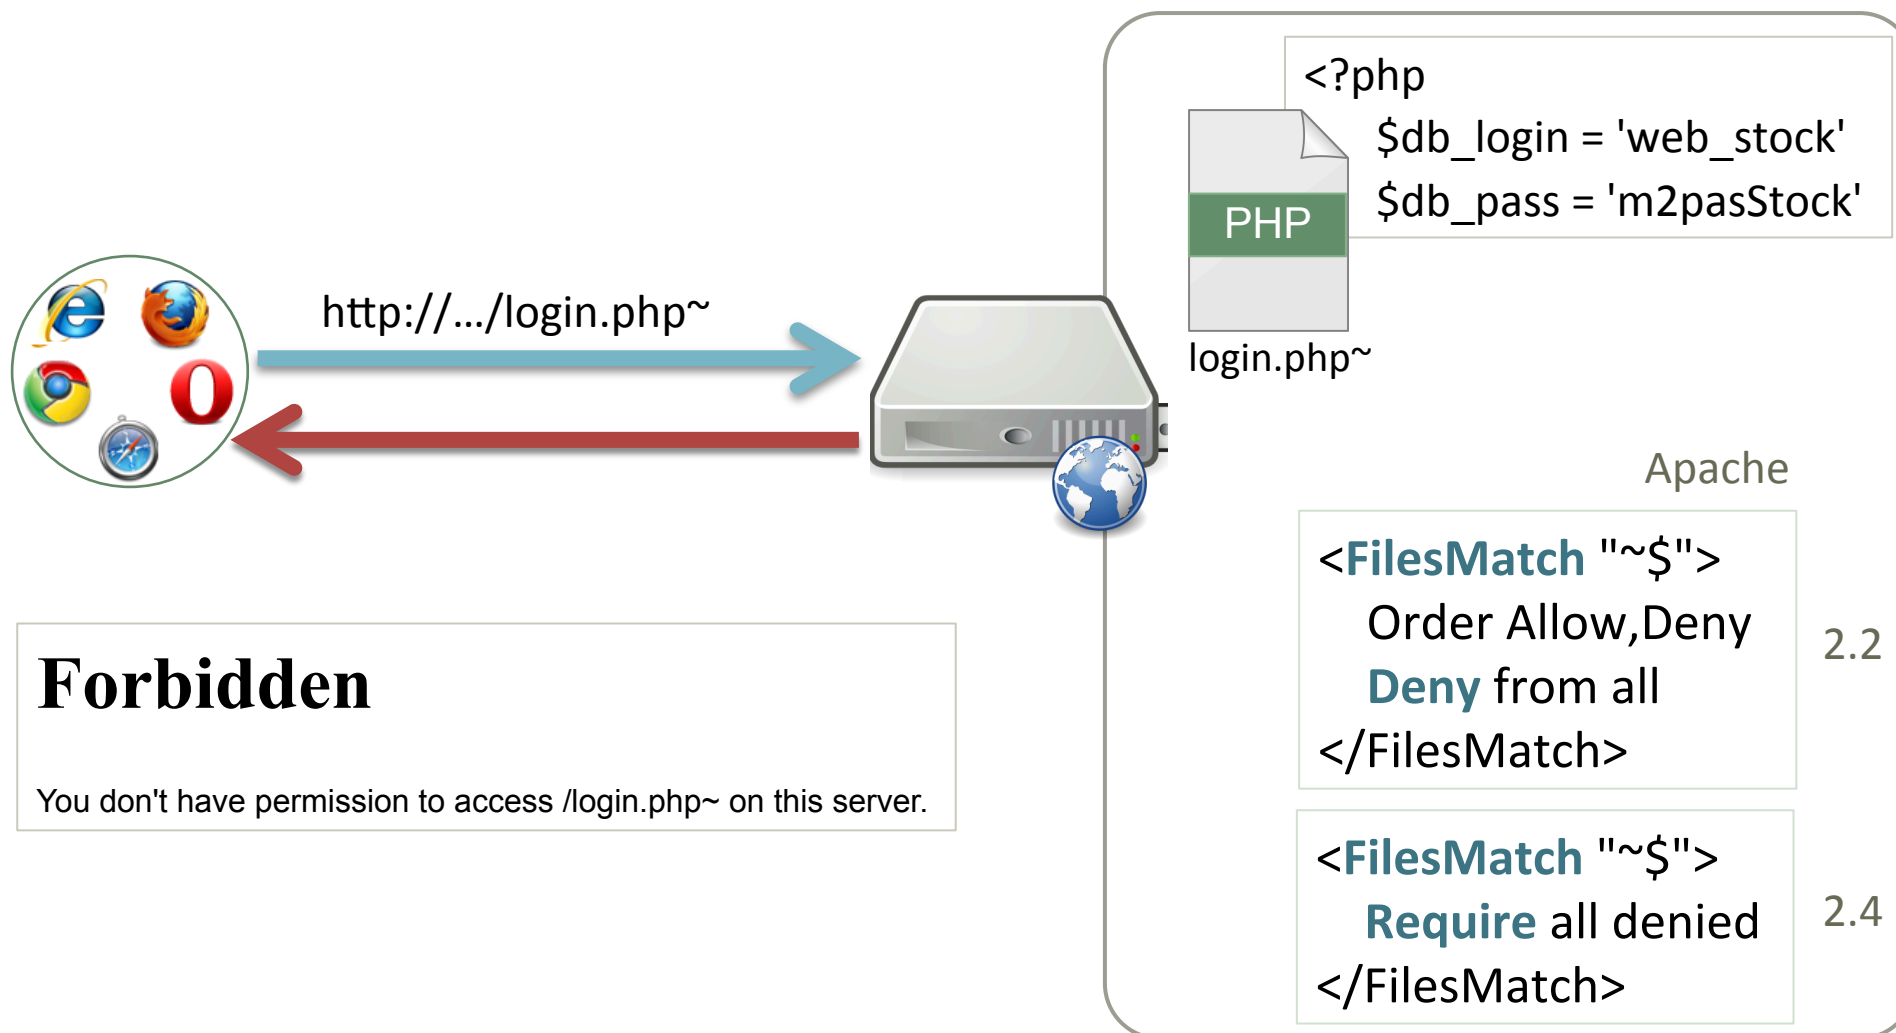 <?php
$db_login = 'web_stock'
$db_pass = 'm2pasStock'
PHP
login.php~
http://.../login.php~
Apache
<FilesMatch "~$">
Order Allow,Deny
Deny from all
</FilesMatch>
2.2
<FilesMatch "~$">
Require all denied
</FilesMatch>
2.4
Forbidden
You don't have permission to access /login.php~ on this server.